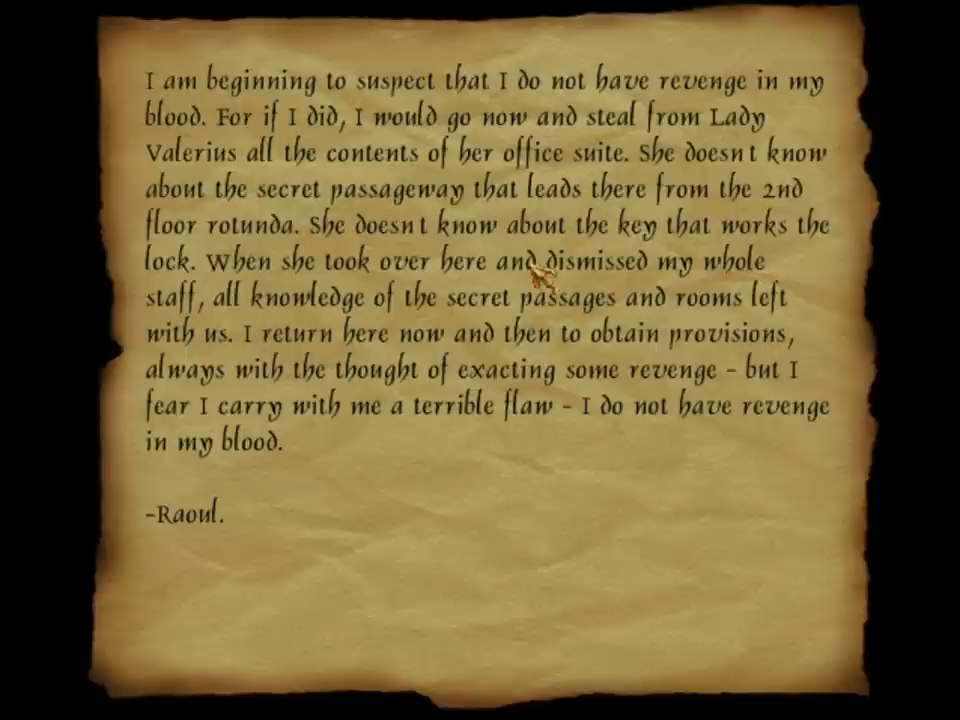 I am beginning to suspect that I do not have revenge in my
blood. For if I did, I would go now and steal from Lady
Valerius all the contents of her office suite. She doesn t know
about the secret passageway that leads there from the 2nd
floor rotunda. She doesn t know about the key that works the
lock. When she took over here and dismissed my whole
staff, all knowledge of the secret passages and rooms left
with us. I return here now and then to obtain provisions,
always with the thought of exacting some revenge - but I
fear I carry with me a terrible flaw - I do not have revenge
in my blood.
-Raoul.